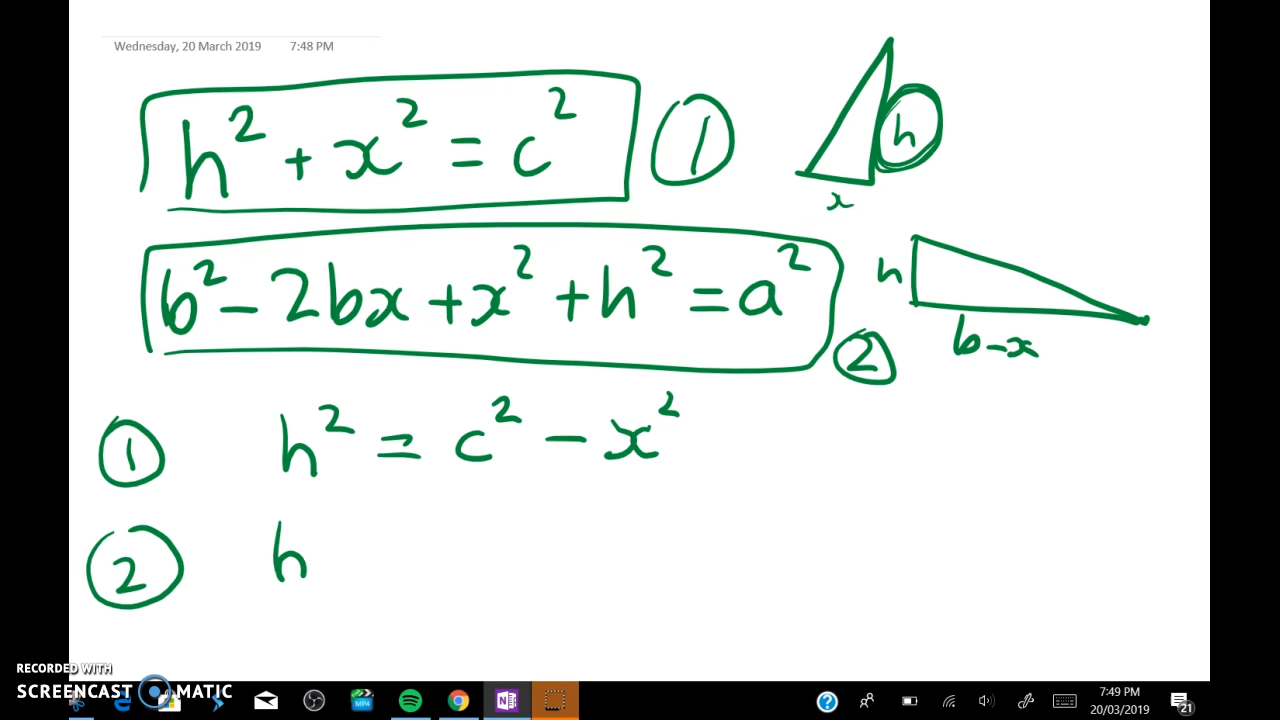 Wednesday, 20 March 2019 7:48 PM
h² + x² = c² ①
h
x
b² - 2bx + x² + h² = a² ②
h
b - x
① h² = c² - x²
② h
RECORDED WITH
SCREENCAST MATIC
MP4
N
?
7:49 PM
20/03/2019
21